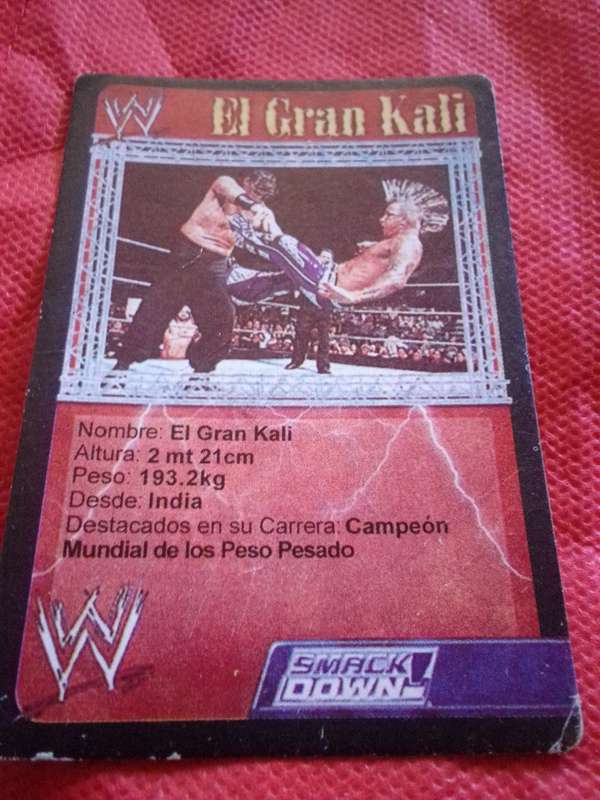 W
El Gran Kali
Nombre: El Gran Kali
Altura: 2 mt 21cm
Peso: 193.2kg
Desde: India
Destacados en su Carrera: Campeón
Mundial de los Peso Pesado
W
SMACK
DOWN!